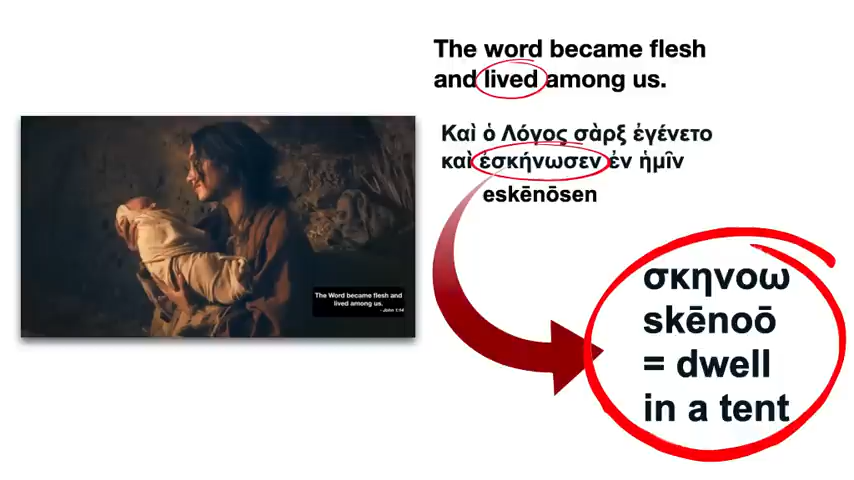 The word became flesh
and lived among us.
Καὶ ὁ Λόγος σὰρξ ἐγένετο
καὶ ἐσκήνωσεν ἐν ἡμῖν
eskēnōsen
The Word became flesh and
lived among us.
- John 1:14
σκηνοω
skēnoō
= dwell
in a tent